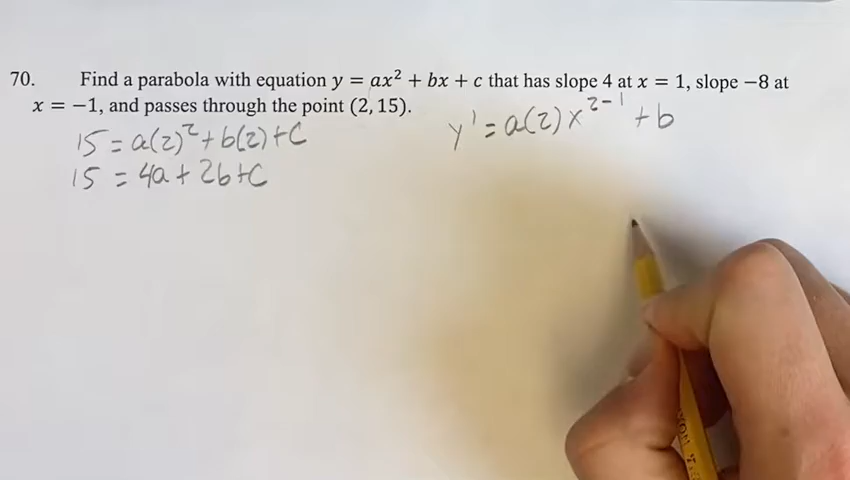 70. Find a parabola with equation y = ax² + bx + c that has slope 4 at x = 1, slope −8 at
x = −1, and passes through the point (2, 15).
15 = a(2)² + b(2) + C
15 = 4a + 2b + C
y' = a(2)x²⁻¹ + b